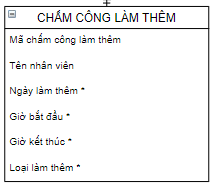 CHẤM CÔNG LÀM THÊM
Mã chấm công làm thêm
Tên nhân viên
Ngày làm thêm *
Giờ bắt đầu *
Giờ kết thúc *
Loại làm thêm *